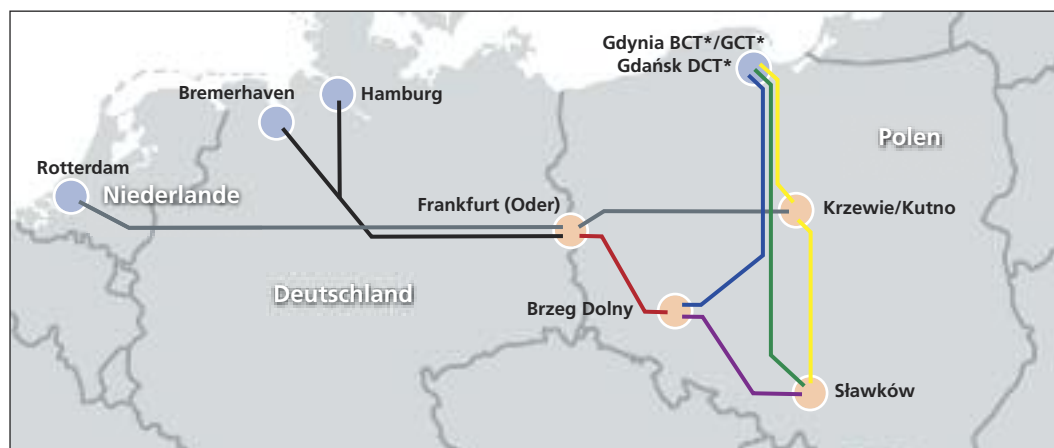 Gdynia BCT*/GCT*
Gdańsk DCT*
Bremerhaven
Hamburg
Polen
Rotterdam
Niederlande
Frankfurt (Oder)
Krzewie/Kutno
Deutschland
Brzeg Dolny
Sławków